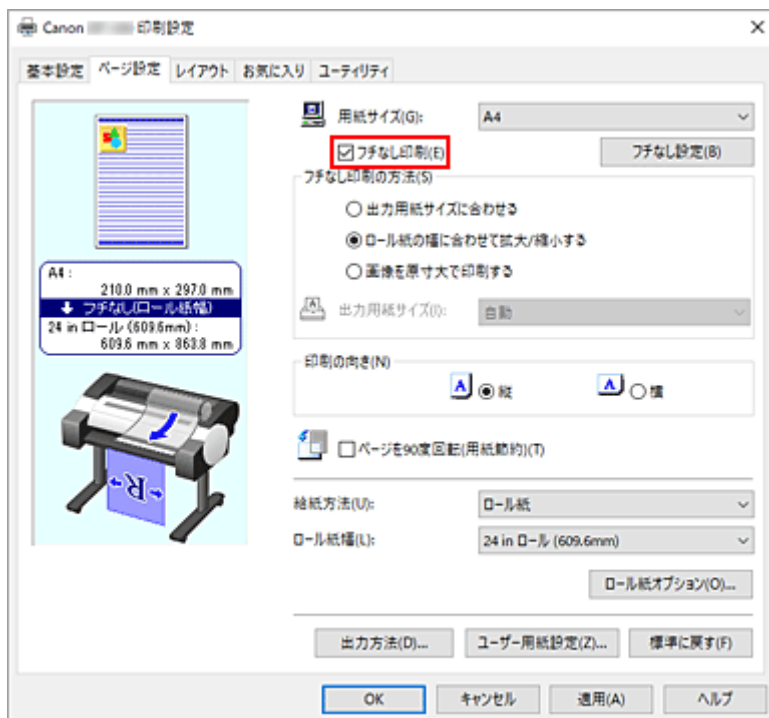 Canon 印刷設定
基本設定 ページ設定 レイアウト お気に入り ユーティリティ
用紙サイズ(G): A4
フチなし印刷(E) フチなし設定(B)
フチなし印刷の方法(S)
出力用紙サイズに合わせる
ロール紙の幅に合わせて拡大/縮小する
画像を原寸大で印刷する
出力用紙サイズ(I): 自動
A4 :
210.0 mm x 297.0 mm
フチなし(ロール紙幅)
24 in ロール (609.6mm) :
609.6 mm x 863.8 mm
印刷の向き(N)
A 縦 A 横
R
ページを90度回転(用紙節約)(T)
給紙方法(U): ロール紙
ロール紙幅(L): 24 in ロール (609.6mm)
ロール紙オプション(O)...
出力方法(D)... ユーザー用紙設定(Z)... 標準に戻す(F)
OK キャンセル 適用(A) ヘルプ